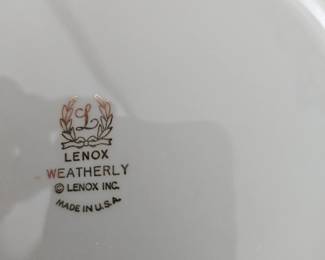 L
LENOX
WEATHERLY
© LENOX INC.
MADE IN U.S.A.